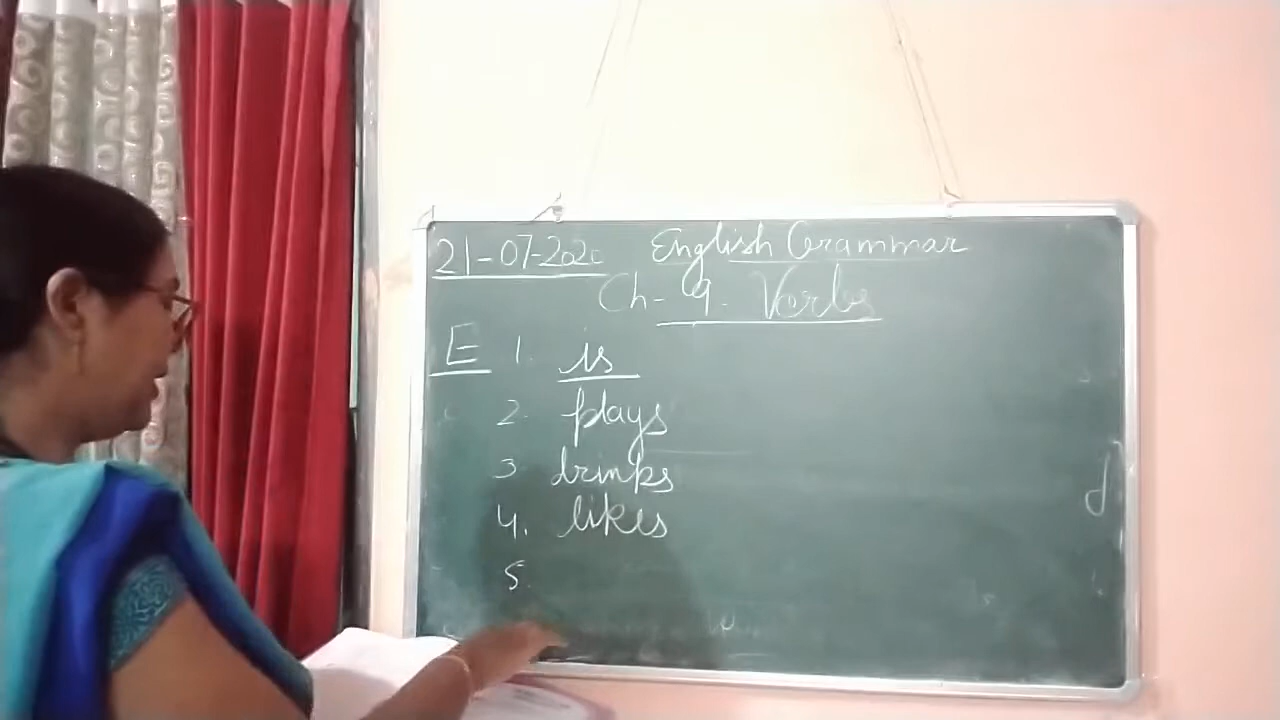 21-07-2020 English Grammar
Ch- 9. Verbs
E 1. is
2. plays
3 drinks
4. likes
5.